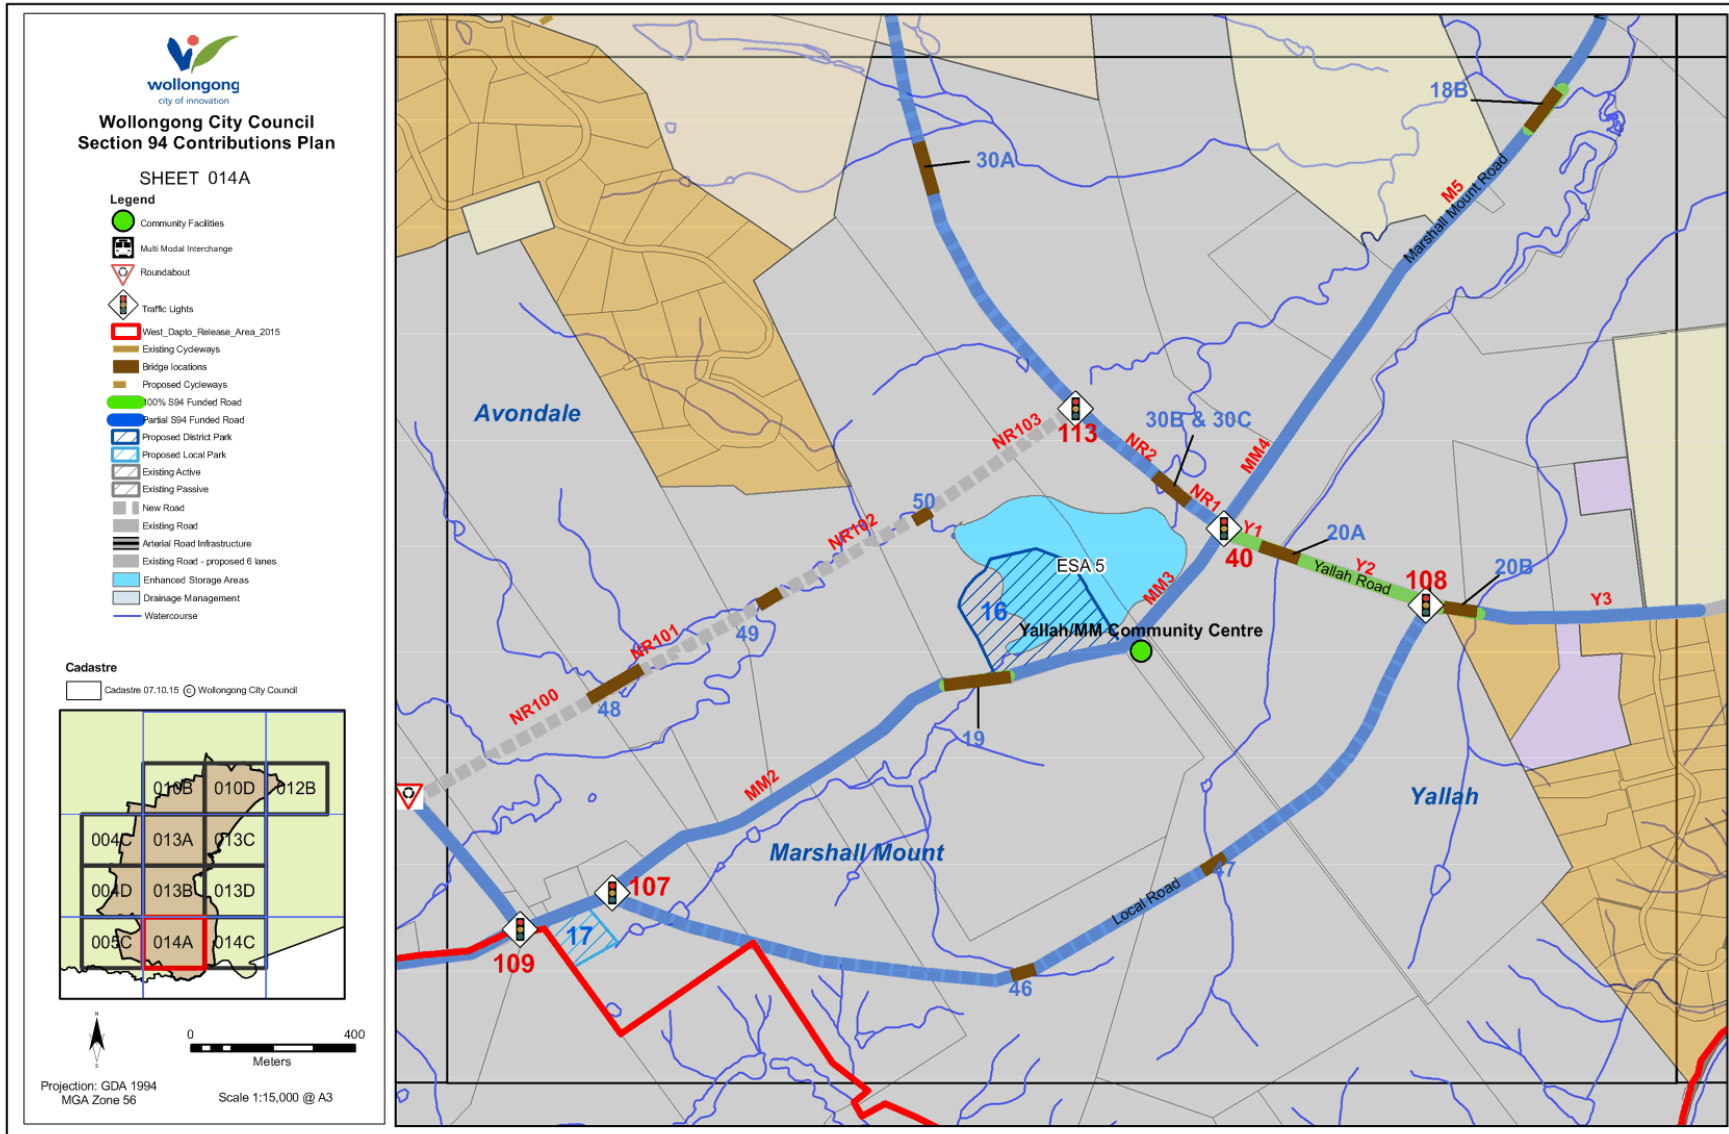 wollongong
city of innovation
Wollongong City Council
Section 94 Contributions Plan
SHEET 014A
Legend
Community Facilities
Multi Modal Interchange
Roundabout
Traffic Lights
West_Dapto_Release_Area_2015
Existing Cycleways
Bridge locations
Proposed Cycleways
100% S94 Funded Road
Partial S94 Funded Road
Proposed District Park
Proposed Local Park
Existing Active
Existing Passive
New Road
Existing Road
Arterial Road Infrastructure
Existing Road - proposed 6 lanes
Enhanced Storage Areas
Drainage Management
Watercourse
Cadastre
Cadastre 07.10.15 © Wollongong City Council
010B 010D 012B
004C 013A 013C
004D 013B 013D
005C 014A 014C
N
S
0 400
Meters
Projection: GDA 1994
MGA Zone 56
Scale 1:15,000 @ A3
18B
30A
M5
Marshall Mount Road
Avondale
NR103
113
30B & 30C
NR2
MM4
NR1
50
NR102
Y1
20A
40
ESA 5
Y2
Yallah Road
108
20B
Y3
16
MM3
Yallah/MM Community Centre
49
NR101
NR100
48
19
MM2
Yallah
Marshall Mount
107
47
Local Road
17
109
46